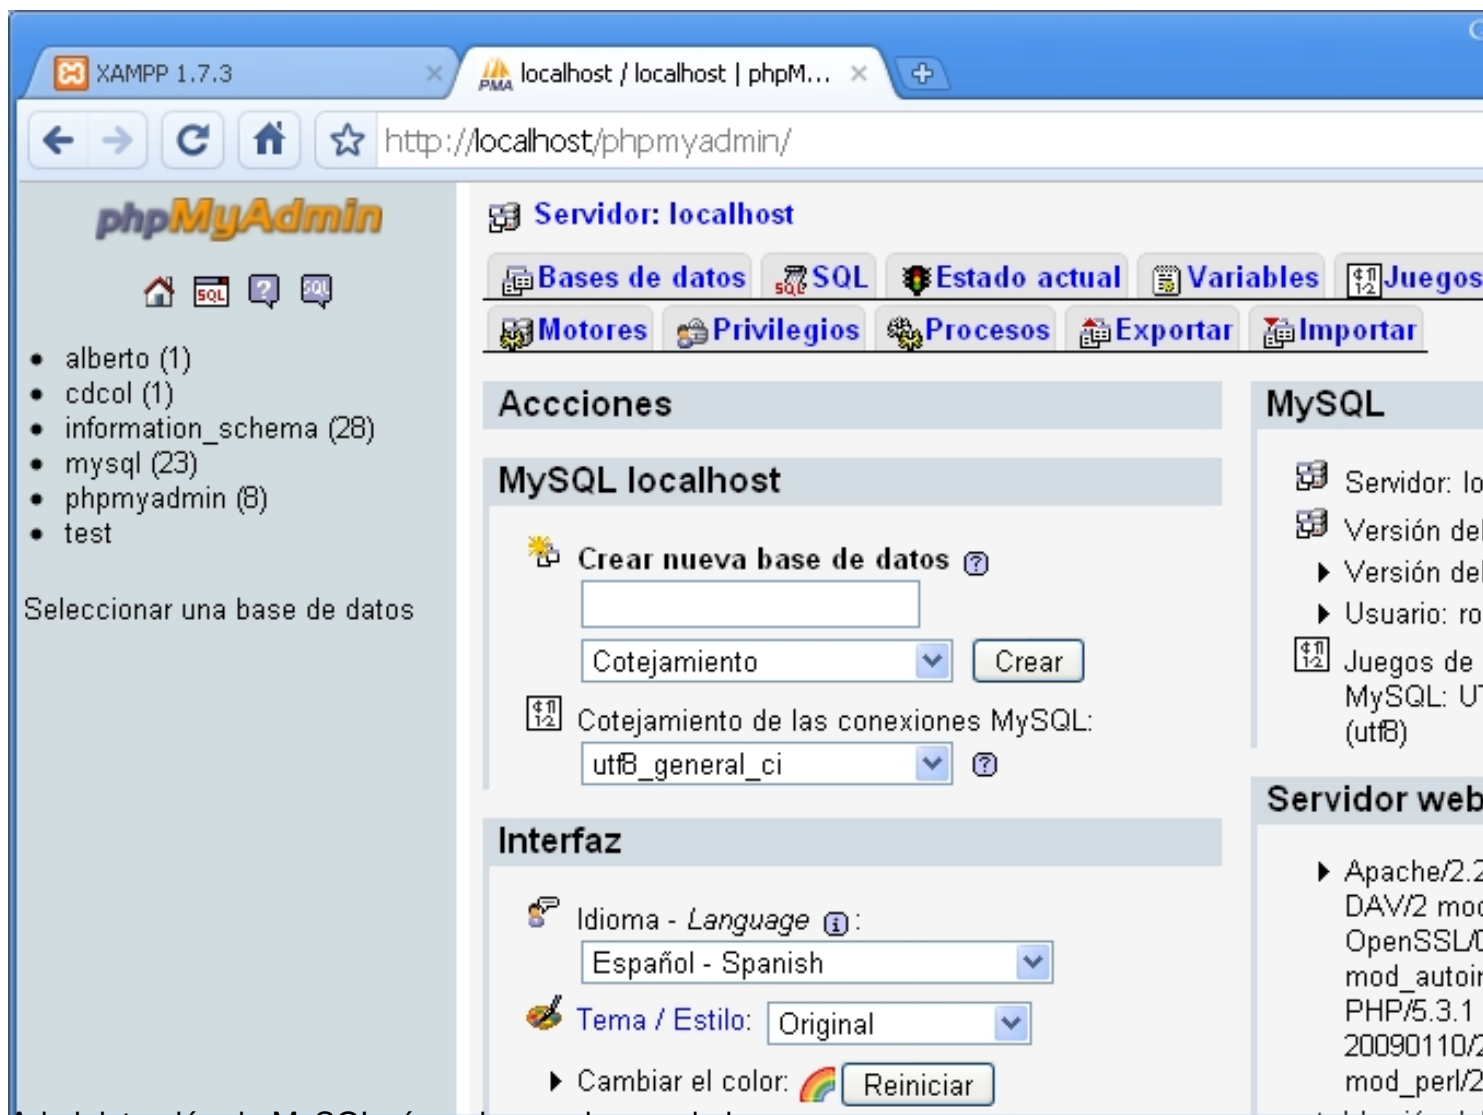 XAMPP 1.7.3
localhost / localhost | phpM...
http://localhost/phpmyadmin/
phpMyAdmin
SQL
SQL
alberto (1)
cdcol (1)
information_schema (28)
mysql (23)
phpmyadmin (8)
test
Seleccionar una base de datos
Servidor: localhost
Bases de datos SQL Estado actual Variables Juegos
Motores Privilegios Procesos Exportar Importar
Accciones
MySQL localhost
Crear nueva base de datos
Cotejamiento Crear
Cotejamiento de las conexiones MySQL:
utf8_general_ci
Interfaz
Idioma - Language :
Español - Spanish
Tema / Estilo: Original
Cambiar el color: Reiniciar
MySQL
Servidor: lo
Versión del
Versión del
Usuario: ro
Juegos de
MySQL: UT
(utf8)
Servidor web
Apache/2.2
DAV/2 mod
OpenSSL/0
mod_autoin
PHP/5.3.1
20090110/2
mod_perl/2